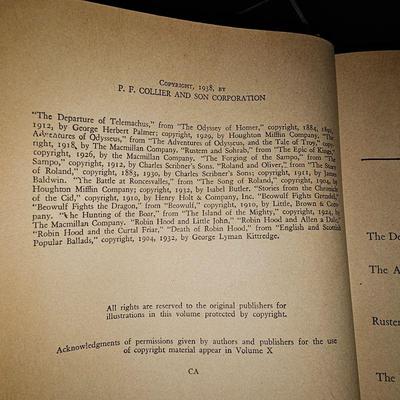 COPYRIGHT, 1938, BY
P. F. COLLIER AND SON CORPORATION
"The Departure of Telemachus," from "The Odyssey of Homer," copyright, 1884, 1891,
1912, by George Herbert Palmer; copyright, 1929, by Houghton Mifflin Company. "The
Adventures of Odysseus," from "The Adventures of Odysseus, and the Tale of Troy," copy-
right, 1918, by The Macmillan Company. "Rustem and Sohrab," from "The Epic of Kings,"
copyright, 1926, by the Macmillan Company. "The Forging of the Sampo," from "The
Sampo," copyright, 1912, by Charles Scribner's Sons. "Roland and Oliver," from "The Story
of Roland," copyright, 1883, 1930, by Charles Scribner's Sons; copyright, 1911, by James
Baldwin. "The Battle at Roncesvalles," from "The Song of Roland," copyright, 1904, by
Houghton Mifflin Company; copyright, 1932, by Isabel Butler. "Stories from the Chronicle
of the Cid," copyright, 1910, by Henry Holt & Company, Inc. "Beowulf Fights Grendel,"
"Beowulf Fights the Dragon," from "Beowulf," copyright, 1910, by Little, Brown & Com-
pany. "The Hunting of the Boar," from "The Island of the Mighty," copyright, 1924, by
The Macmillan Company. "Robin Hood and Little John," "Robin Hood and Allen a Dale,"
"Robin Hood and the Curtal Friar," "Death of Robin Hood," from "English and Scottish
Popular Ballads," copyright, 1904, 1932, by George Lyman Kittredge.
All rights are reserved to the original publishers for
illustrations in this volume protected by copyright.
Acknowledgments of permissions given by authors and publishers for the use
of copyright material appear in Volume X
CA
The De
The A
Rustem
The